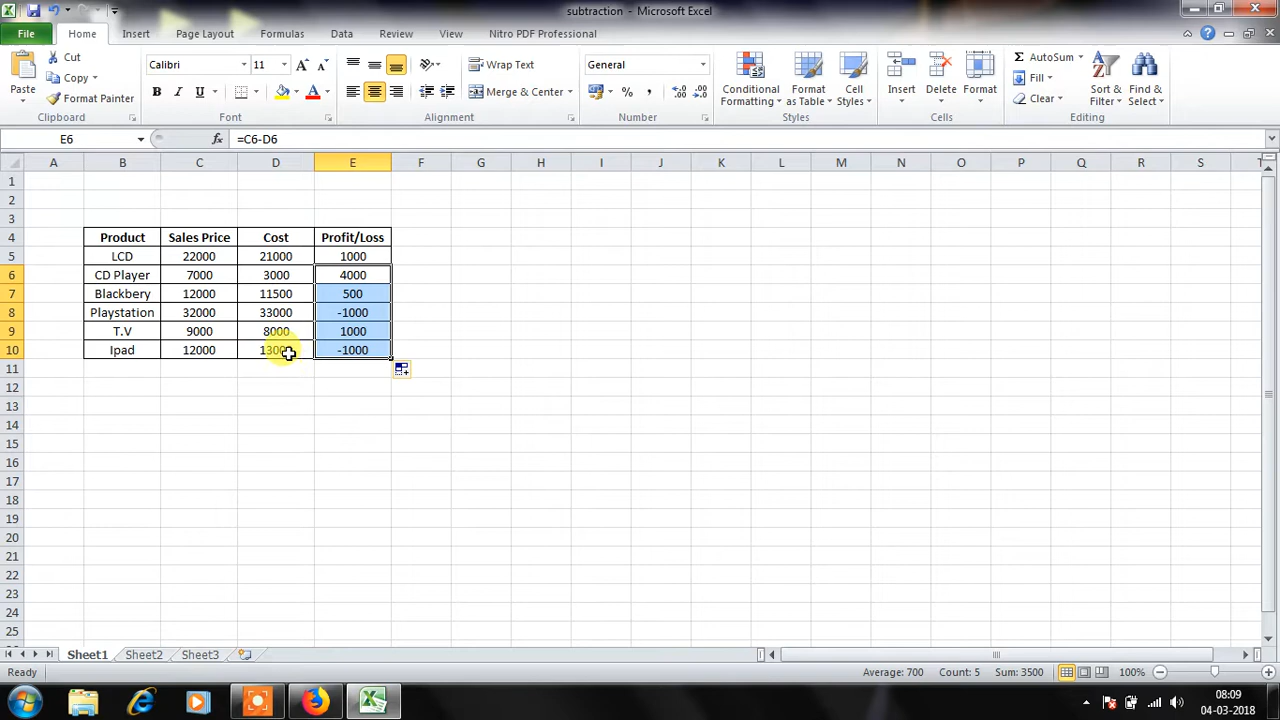 subtraction - Microsoft Excel
File Home Insert Page Layout Formulas Data Review View Nitro PDF Professional
Paste Cut Copy Format Painter Clipboard
Calibri 11 B I U A A A Font
Wrap Text Merge & Center Alignment
General % , Number
Conditional Formatting Format as Table Cell Styles Styles
Insert Delete Format Cells
Σ AutoSum Fill Clear Sort & Filter Find & Select Editing
E6 fx =C6-D6
A B C D E F G H I J K L M N O P Q R S T
1
2
3
4 Product Sales Price Cost Profit/Loss
5 LCD 22000 21000 1000
6 CD Player 7000 3000 4000
7 Blackbery 12000 11500 500
8 Playstation 32000 33000 -1000
9 T.V 9000 8000 1000
10 Ipad 12000 13000 -1000
11
12
13
14
15
16
17
18
19
20
21
22
23
24
25
Sheet1 Sheet2 Sheet3
Ready Average: 700 Count: 5 Sum: 3500 100%
08:09
04-03-2018